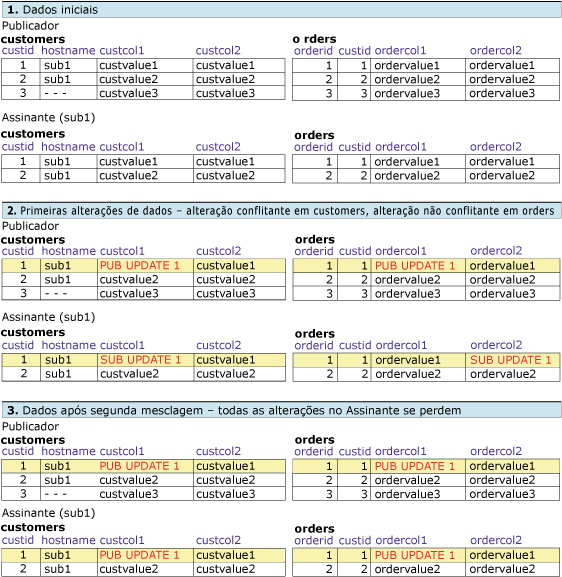 1. Dados iniciais
Publicador
customers o rders
custid hostname custcol1 custcol2 orderid custid ordercol1 ordercol2
1 sub1 custvalue1 custvalue1 1 1 ordervalue1 ordervalue1
2 sub1 custvalue2 custvalue2 2 2 ordervalue2 ordervalue2
3 - - - custvalue3 custvalue3 3 3 ordervalue3 ordervalue3
Assinante (sub1)
customers orders
custid hostname custcol1 custcol2 orderid custid ordercol1 ordercol2
1 sub1 custvalue1 custvalue1 1 1 ordervalue1 ordervalue1
2 sub1 custvalue2 custvalue2 2 2 ordervalue2 ordervalue2
2. Primeiras alterações de dados – alteração conflitante em customers, alteração não conflitante em orders
Publicador
customers orders
custid hostname custcol1 custcol2 orderid custid ordercol1 ordercol2
1 sub1 PUB UPDATE 1 custvalue1 1 1 PUB UPDATE 1 ordervalue1
2 sub1 custvalue2 custvalue2 2 2 ordervalue2 ordervalue2
3 - - - custvalue3 custvalue3 3 3 ordervalue3 ordervalue3
Assinante (sub1)
customers orders
custid hostname custcol1 custcol2 orderid custid ordercol1 ordercol2
1 sub1 SUB UPDATE 1 custvalue1 1 1 ordervalue1 SUB UPDATE 1
2 sub1 custvalue2 custvalue2 2 2 ordervalue2 ordervalue2
3. Dados após segunda mesclagem – todas as alterações no Assinante se perdem
Publicador
customers orders
custid hostname custcol1 custcol2 orderid custid ordercol1 ordercol2
1 sub1 PUB UPDATE 1 custvalue1 1 1 PUB UPDATE 1 ordervalue1
2 sub1 custvalue2 custvalue2 2 2 ordervalue2 ordervalue2
3 - - - custvalue3 custvalue3 3 3 ordervalue3 ordervalue3
Assinante (sub1)
customers orders
custid hostname custcol1 custcol2 orderid custid ordercol1 ordercol2
1 sub1 PUB UPDATE 1 custvalue1 1 1 PUB UPDATE 1 ordervalue1
2 sub1 custvalue2 custvalue2 2 2 ordervalue2 ordervalue2